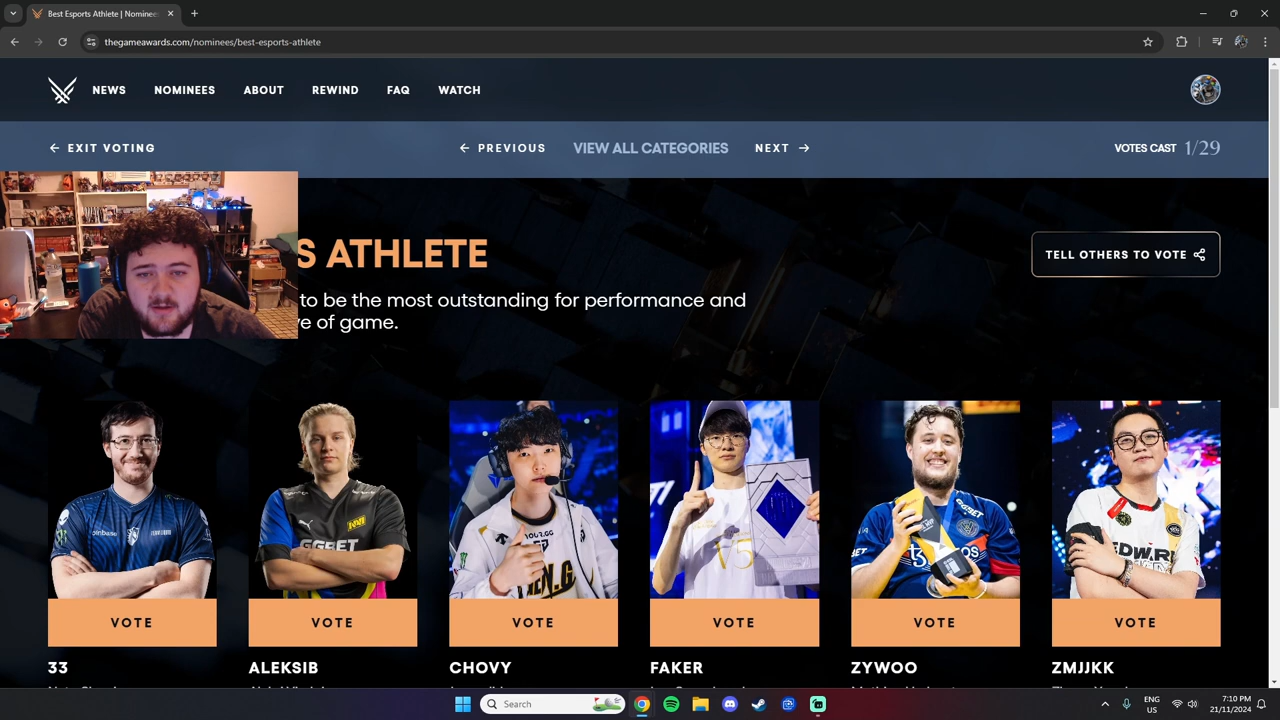 Best Esports Athlete | Nominee
thegameawards.com/nominees/best-esports-athlete
NEWS NOMINEES ABOUT REWIND FAQ WATCH
← EXIT VOTING ← PREVIOUS VIEW ALL CATEGORIES NEXT → VOTES CAST 1/29
S ATHLETE
TELL OTHERS TO VOTE
to be the most outstanding for performance and
ve of game.
VOTE VOTE VOTE VOTE VOTE VOTE
33 ALEKSIB CHOVY FAKER ZYWOO ZMJJKK
Search
ENG
US
7:10 PM
21/11/2024